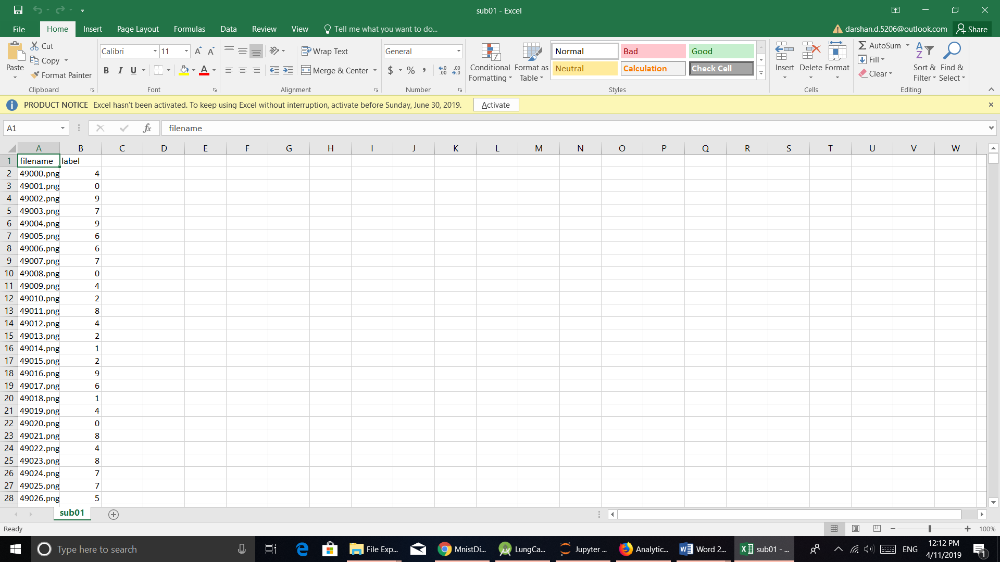 sub01 - Excel
File Home Insert Page Layout Formulas Data Review View Tell me what you want to do... darshan.d.5206@outlook.com Share
Paste
Cut
Copy
Format Painter
Clipboard
Calibri 11
B I U
Font
Wrap Text
Merge & Center
Alignment
General
$ % ,
Number
Conditional Formatting
Format as Table
Normal Bad Good
Neutral Calculation Check Cell
Styles
Insert Delete Format
Cells
AutoSum
Fill
Clear
Sort & Filter
Find & Select
Editing
PRODUCT NOTICE Excel hasn't been activated. To keep using Excel without interruption, activate before Sunday, June 30, 2019. Activate
A1 fx filename
A B C D E F G H I J K L M N O P Q R S T U V W
1 filename label
2 49000.png 4
3 49001.png 0
4 49002.png 9
5 49003.png 7
6 49004.png 9
7 49005.png 6
8 49006.png 6
9 49007.png 7
10 49008.png 0
11 49009.png 4
12 49010.png 2
13 49011.png 8
14 49012.png 4
15 49013.png 2
16 49014.png 1
17 49015.png 2
18 49016.png 9
19 49017.png 6
20 49018.png 1
21 49019.png 4
22 49020.png 0
23 49021.png 8
24 49022.png 4
25 49023.png 8
26 49024.png 7
27 49025.png 7
28 49026.png 5
sub01
Ready 100%
Type here to search File Exp... MnistDi... LungCa... Jupyter ... Analytic... Word 2... sub01 - ... ENG 12:12 PM
4/11/2019 1